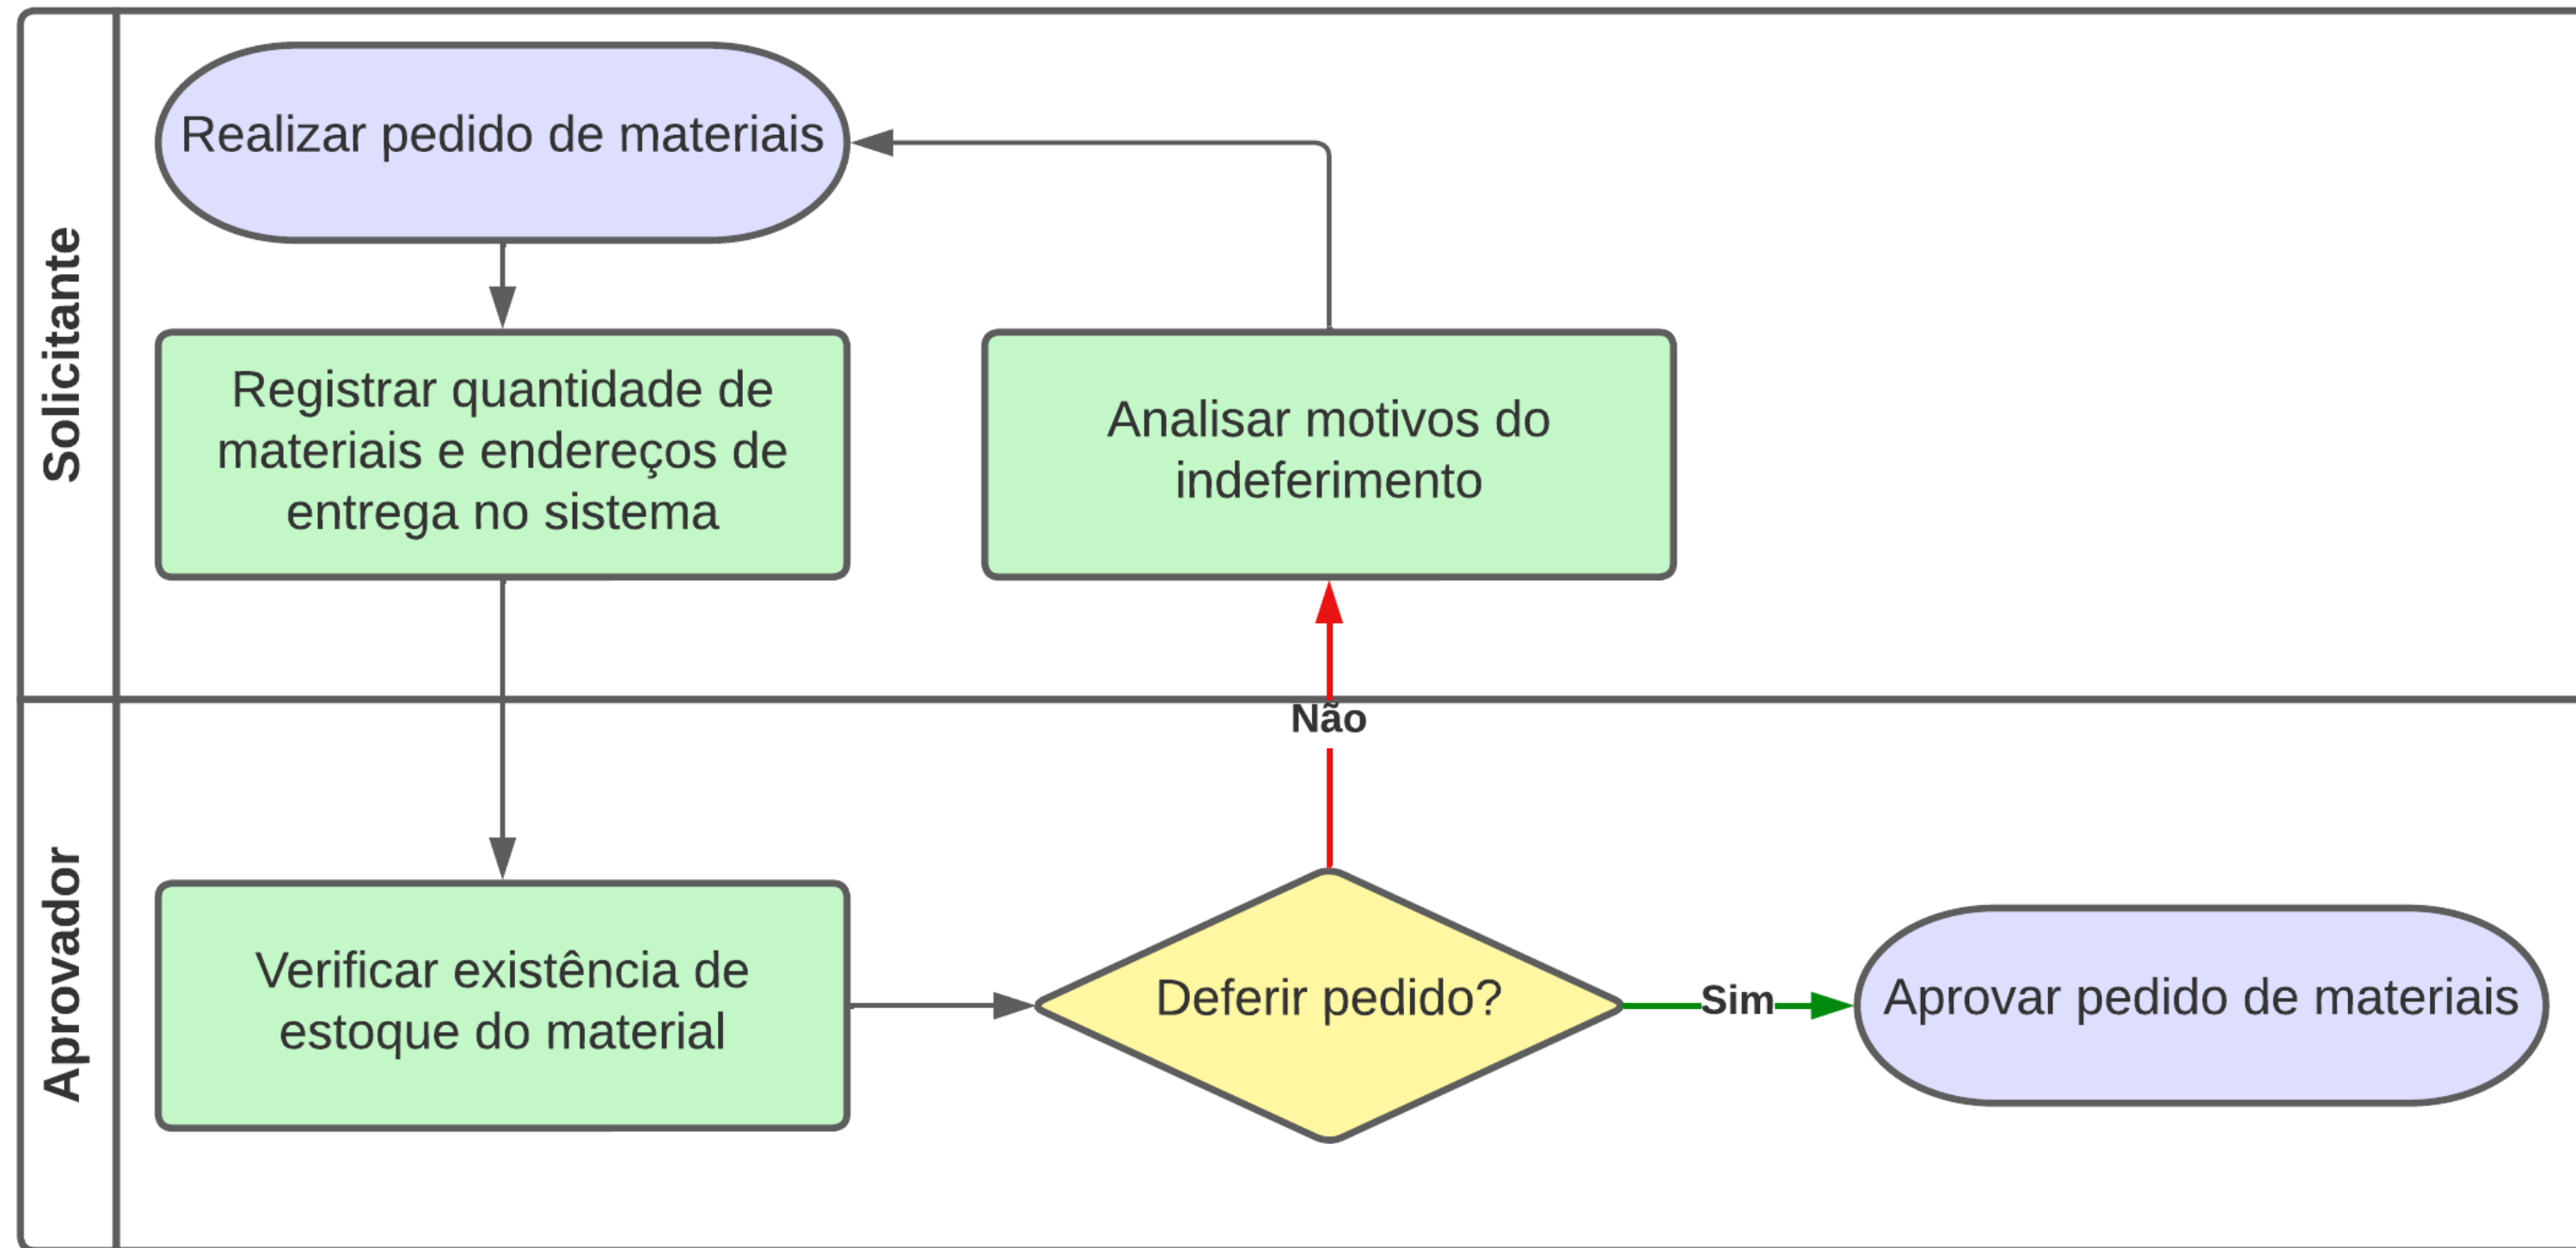 Solicitante
Realizar pedido de materiais
Registrar quantidade de
materiais e endereços de
entrega no sistema
Analisar motivos do
indeferimento
Não
Aprovador
Verificar existência de
estoque do material
Deferir pedido?
Sim
Aprovar pedido de materiais